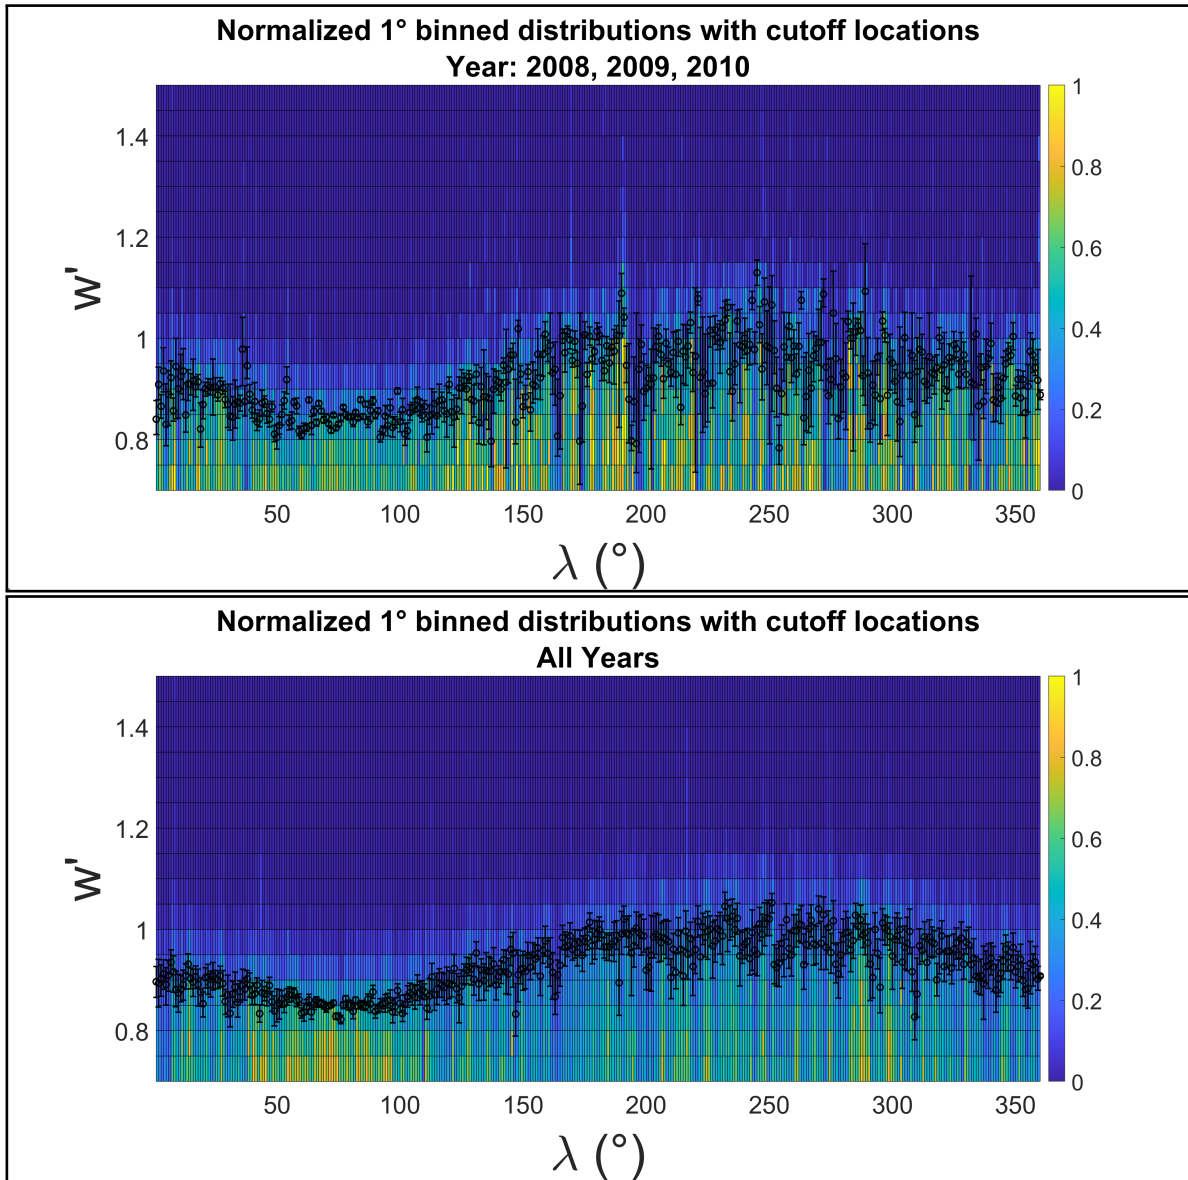 Normalized 1° binned distributions with cutoff locations
Year: 2008, 2009, 2010
1.4
1.2
1
0.8
w'
50 100 150 200 250 300 350
λ (°)
1
0.8
0.6
0.4
0.2
0
Normalized 1° binned distributions with cutoff locations
All Years
1.4
1.2
1
0.8
w'
50 100 150 200 250 300 350
λ (°)
1
0.8
0.6
0.4
0.2
0